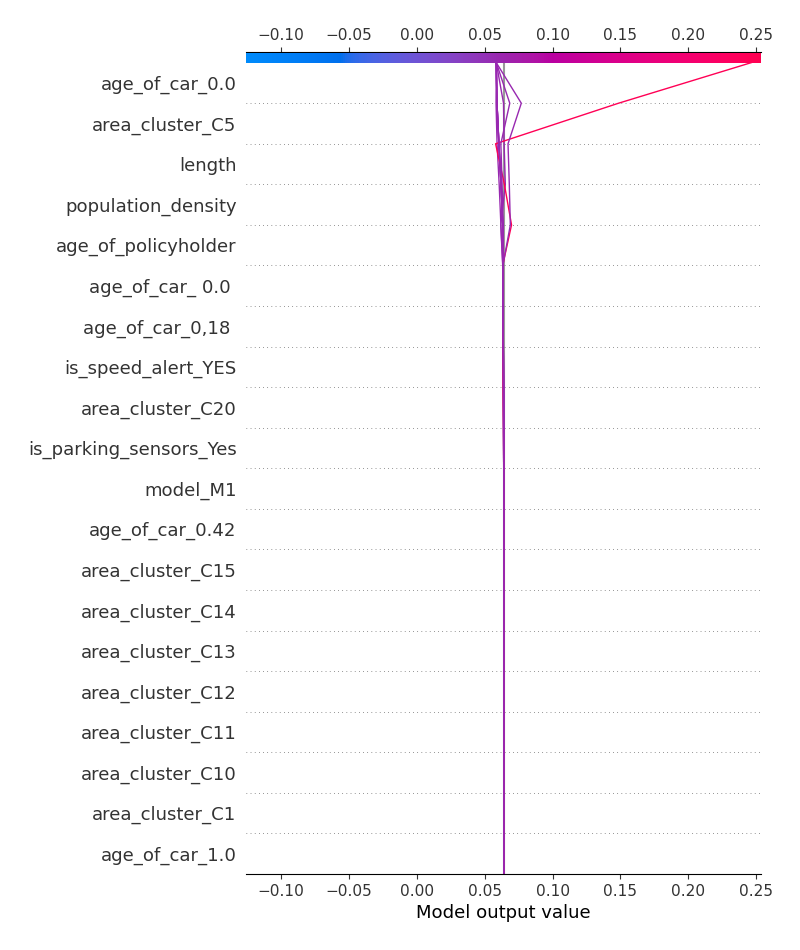 −0.10 −0.05 0.00 0.05 0.10 0.15 0.20 0.25
age_of_car_0.0
area_cluster_C5
length
population_density
age_of_policyholder
age_of_car_ 0.0
age_of_car_0,18
is_speed_alert_YES
area_cluster_C20
is_parking_sensors_Yes
model_M1
age_of_car_0.42
area_cluster_C15
area_cluster_C14
area_cluster_C13
area_cluster_C12
area_cluster_C11
area_cluster_C10
area_cluster_C1
age_of_car_1.0
−0.10 −0.05 0.00 0.05 0.10 0.15 0.20 0.25
Model output value